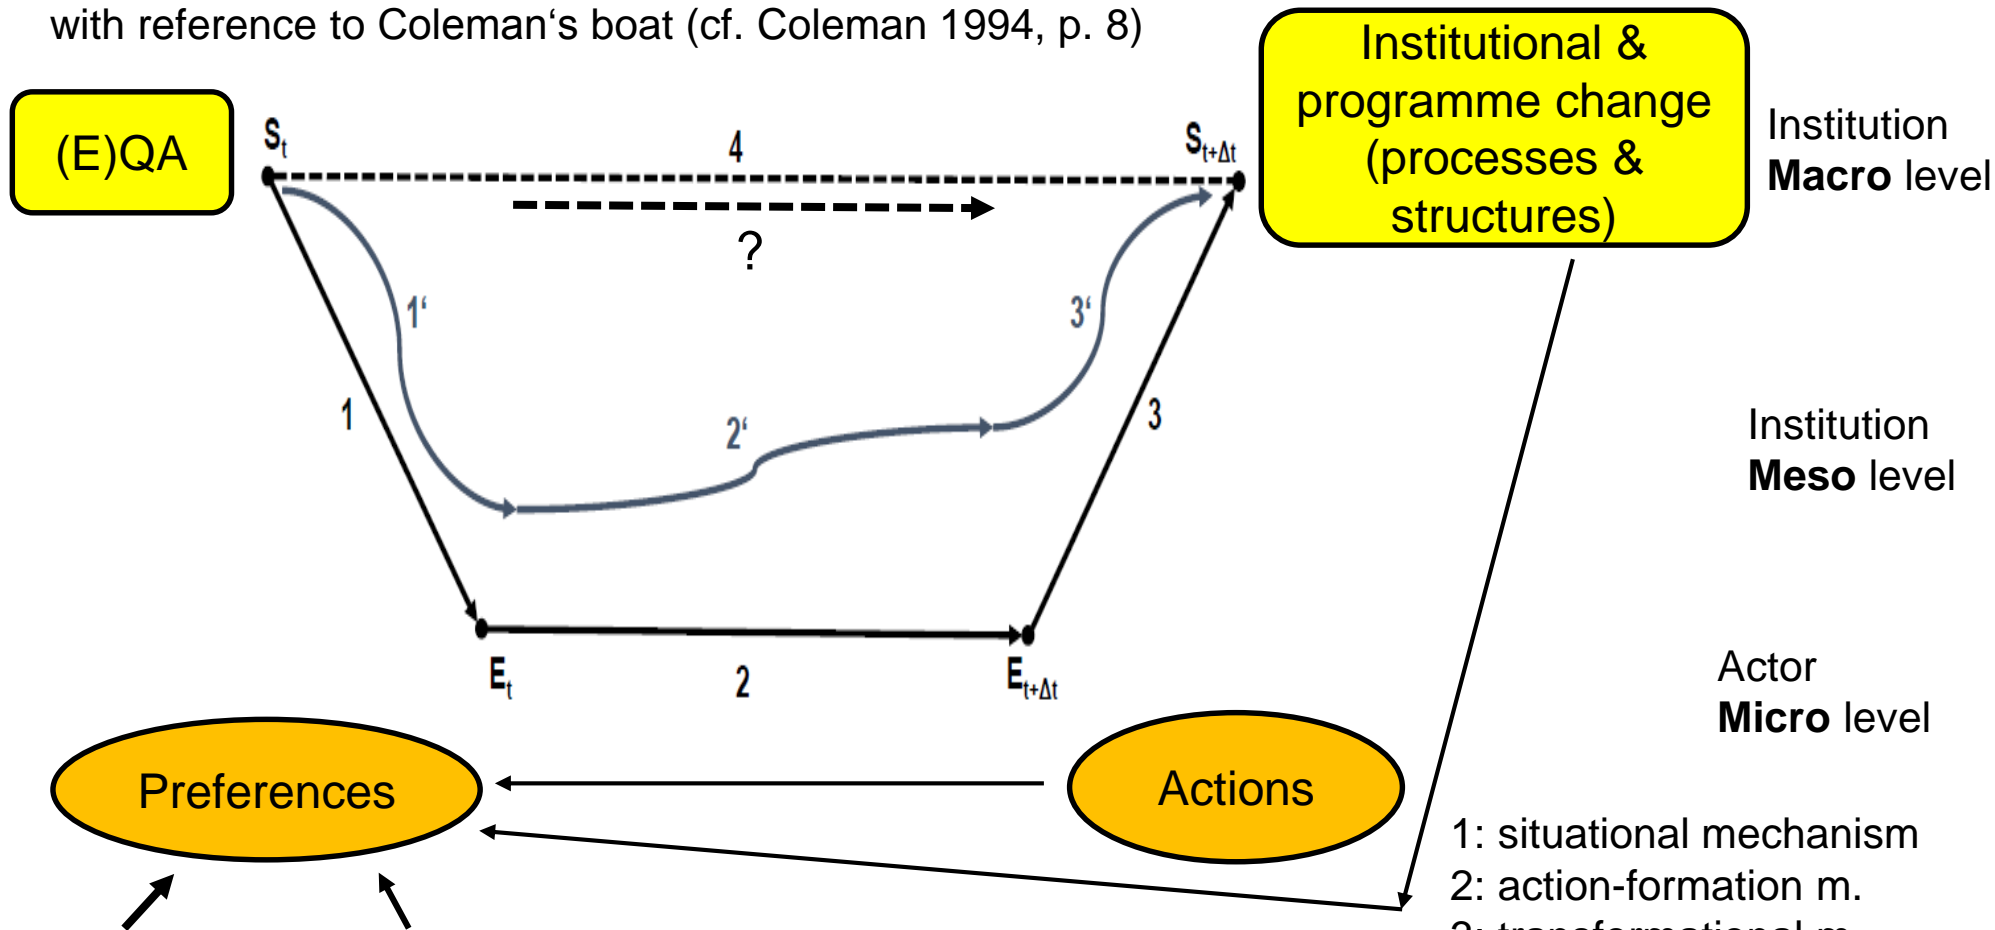 with reference to Coleman‘s boat (cf. Coleman 1994, p. 8)
Institutional &
programme change
(processes &
structures)
(E)QA
Institution
Macro level
St
4
St+Δt
?
1‘
3‘
1
2‘
3
Institution
Meso level
Et
2
Et+Δt
Actor
Micro level
Preferences
Actions
1: situational mechanism
2: action-formation m.
3: transformational m.